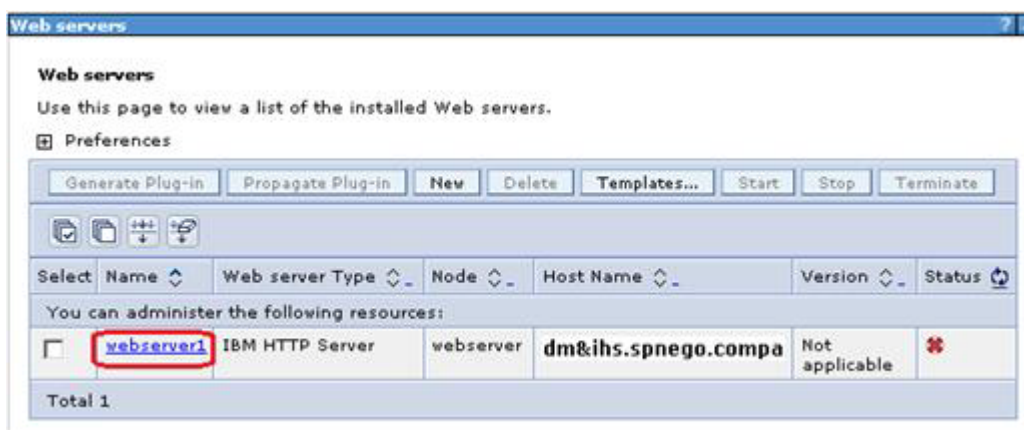 Web servers ?
Web servers
Use this page to view a list of the installed Web servers.
Preferences
Generate Plug-in Propagate Plug-in New Delete Templates... Start Stop Terminate
Select Name Web server Type Node Host Name Version Status
You can administer the following resources:
webserver1 IBM HTTP Server webserver dm&ihs.spnego.compa Not
applicable
Total 1